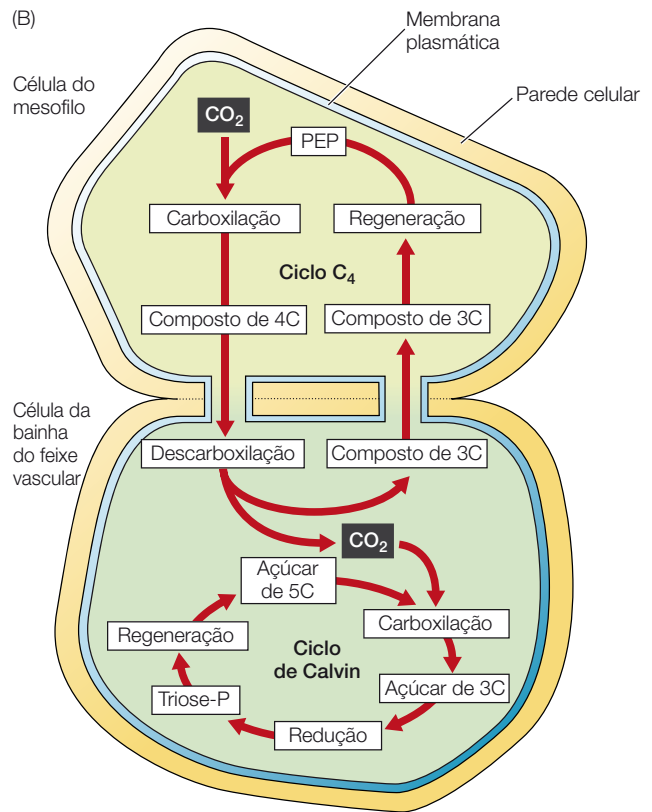 (B)
Membrana
plasmática
Célula do
mesofilo
Parede celular
CO₂
PEP
Carboxilação
Regeneração
Ciclo C₄
Composto de 4C
Composto de 3C
Célula da
bainha
do feixe
vascular
Descarboxilação
Composto de 3C
CO₂
Açúcar
de 5C
Carboxilação
Regeneração
Ciclo
de Calvin
Açúcar de 3C
Triose-P
Redução